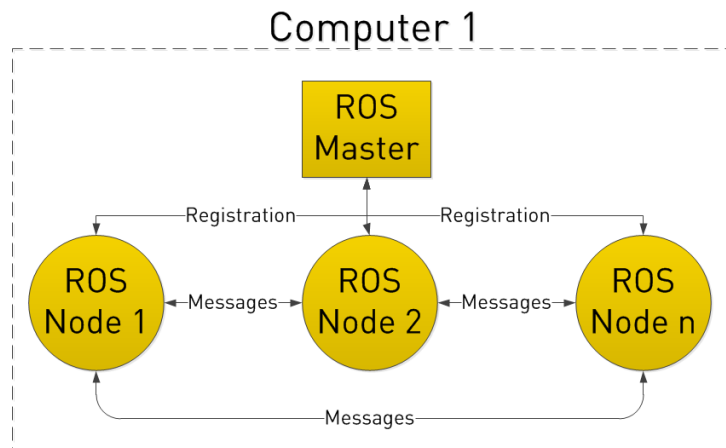 Computer 1
ROS
Master
Registration
Registration
ROS
Node 1
Messages
ROS
Node 2
Messages
ROS
Node n
Messages